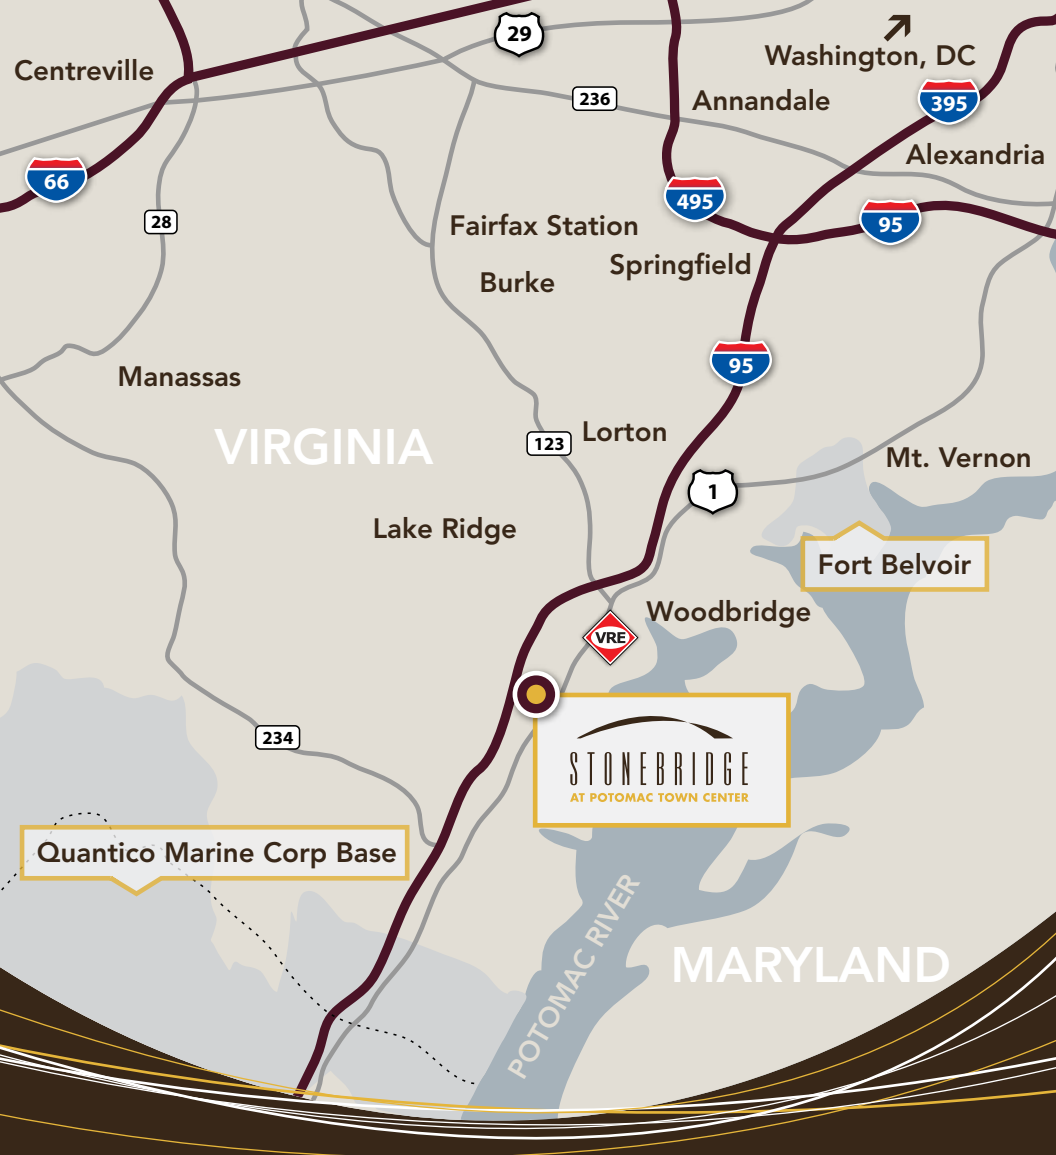 29
Washington, DC
Centreville
236
Annandale
395
Alexandria
66
495
28
95
Fairfax Station
Springfield
Burke
95
Manassas
VIRGINIA
Lorton
123
Mt. Vernon
1
Lake Ridge
Fort Belvoir
Woodbridge
VRE
234
STONEBRIDGE
AT POTOMAC TOWN CENTER
Quantico Marine Corp Base
POTOMAC RIVER
MARYLAND